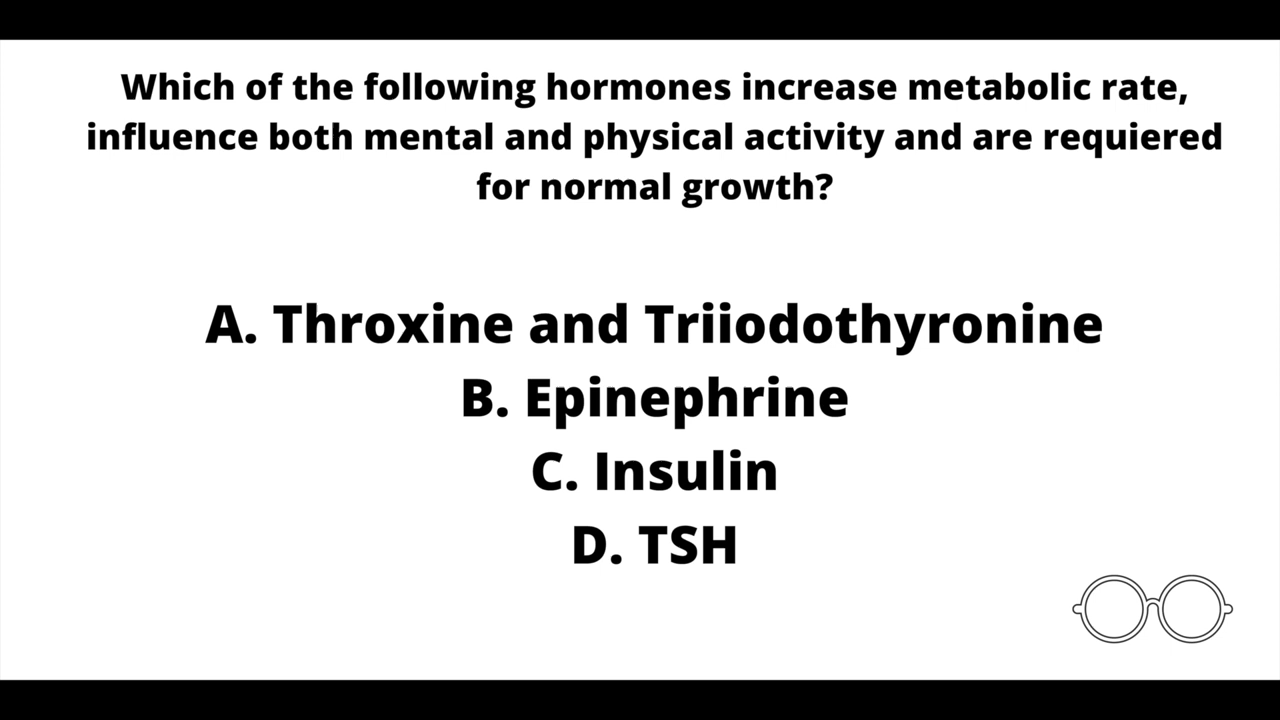 Which of the following hormones increase metabolic rate,
influence both mental and physical activity and are requiered
for normal growth?
A. Throxine and Triiodothyronine
B. Epinephrine
C. Insulin
D. TSH